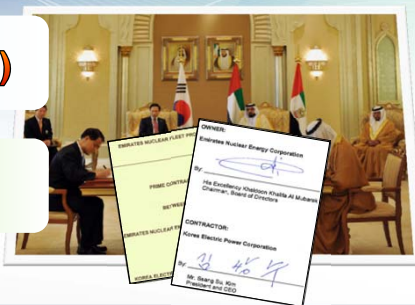 )
EMIRATES NUCLEAR FLEET PRO
PRIME CONTRA
BETWEE
EMIRATES NUCLEAR EN
KOREA ELECTR
OWNER:
Emirates Nuclear Energy Corporation
By:
His Excellency Khaldoon Khalifa Al Mubarak
Chairman, Board of Directors
CONTRACTOR:
Korea Electric Power Corporation
By:
Mr. Ssang Su, Kim
President and CEO